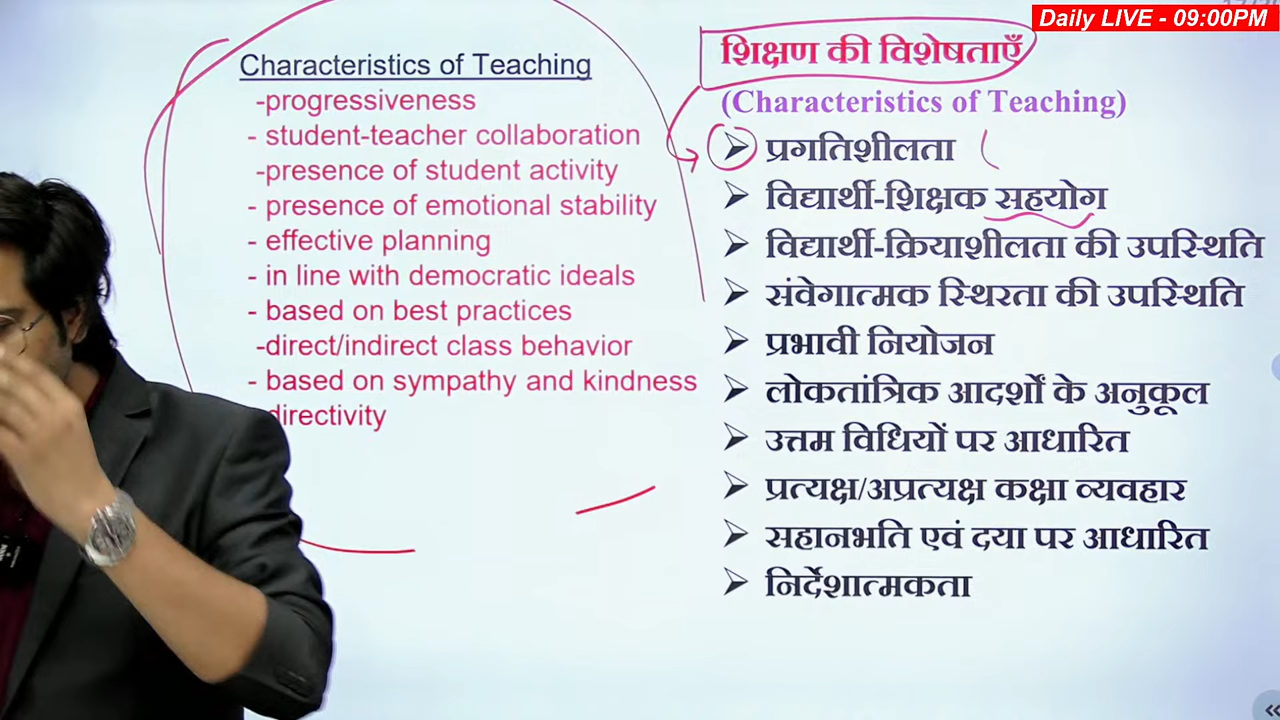 Daily LIVE - 09:00PM
Characteristics of Teaching
-progressiveness
- student-teacher collaboration
-presence of student activity
- presence of emotional stability
- effective planning
- in line with democratic ideals
- based on best practices
-direct/indirect class behavior
- based on sympathy and kindness
directivity
शिक्षण की विशेषताएँ
(Characteristics of Teaching)
➢ प्रगतिशीलता
➢ विद्यार्थी-शिक्षक सहयोग
➢ विद्यार्थी-क्रियाशीलता की उपस्थिति
➢ संवेगात्मक स्थिरता की उपस्थिति
➢ प्रभावी नियोजन
➢ लोकतांत्रिक आदर्शों के अनुकूल
➢ उत्तम विधियों पर आधारित
➢ प्रत्यक्ष/अप्रत्यक्ष कक्षा व्यवहार
➢ सहानभति एवं दया पर आधारित
➢ निर्देशात्मकता